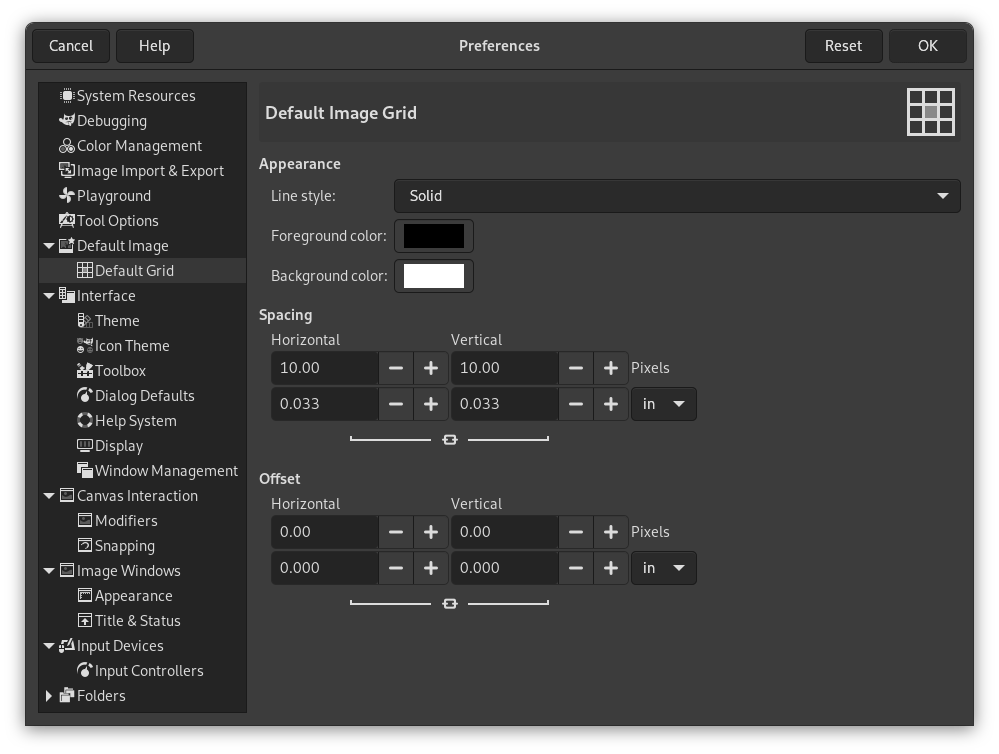 Cancel Help Preferences Reset OK
System Resources
Debugging
Color Management
Image Import & Export
Playground
Tool Options
Default Image
Default Grid
Interface
Theme
Icon Theme
Toolbox
Dialog Defaults
Help System
Display
Window Management
Canvas Interaction
Modifiers
Snapping
Image Windows
Appearance
Title & Status
Input Devices
Input Controllers
Folders
Default Image Grid
Appearance
Line style: Solid
Foreground color:
Background color:
Spacing
Horizontal Vertical
10.00 10.00 Pixels
0.033 0.033 in
Offset
Horizontal Vertical
0.00 0.00 Pixels
0.000 0.000 in